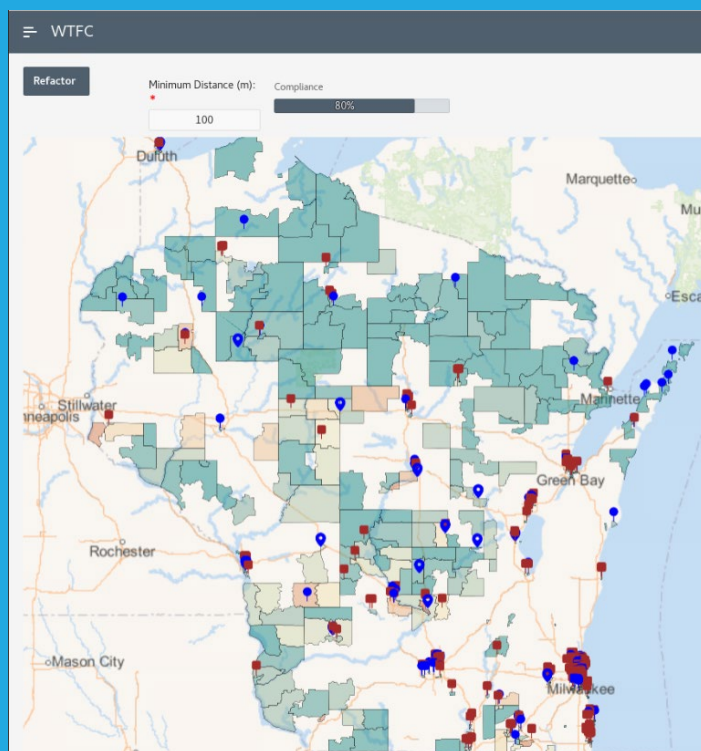 WTFC
Refactor
Minimum Distance (m):
*
Compliance
80%
100
Duluth
Marquette
Mu
Esca
Stillwater
nneapolis
Marinette
Green Bay
Rochester
Mason City
Milwaukee